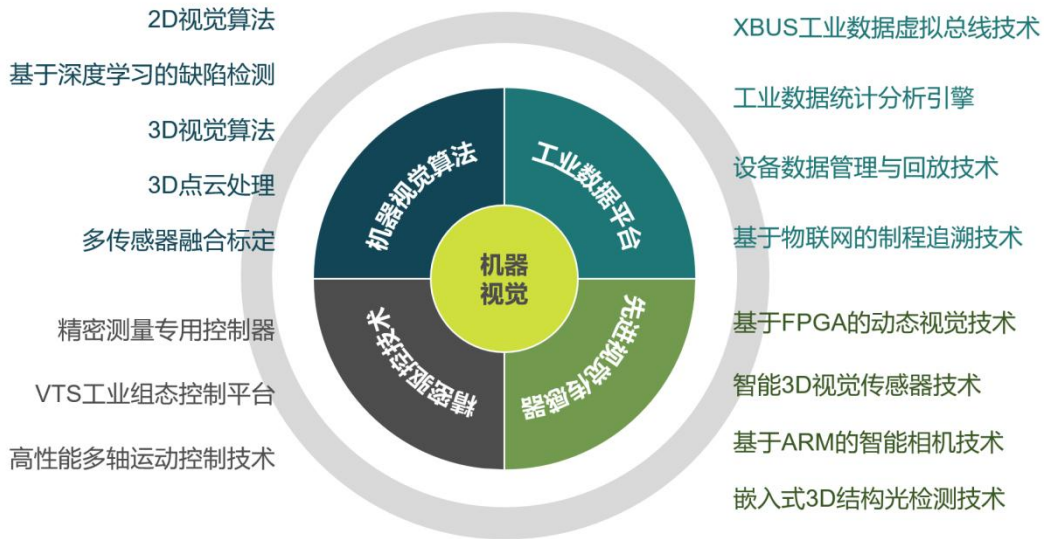 2D视觉算法
基于深度学习的缺陷检测
3D视觉算法
3D点云处理
多传感器融合标定
精密测量专用控制器
VTS工业组态控制平台
高性能多轴运动控制技术
机器视觉算法
工业数据平台
机器
视觉
精密驱控技术
先进视觉传感器
XBUS工业数据虚拟总线技术
工业数据统计分析引擎
设备数据管理与回放技术
基于物联网的制程追溯技术
基于FPGA的动态视觉技术
智能3D视觉传感器技术
基于ARM的智能相机技术
嵌入式3D结构光检测技术